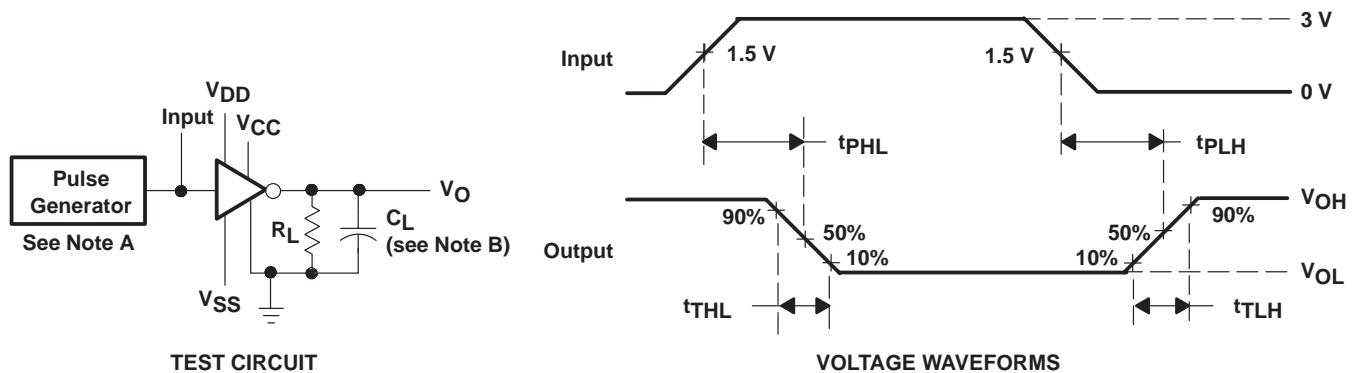 VDD
Input
VCC
Pulse
Generator
See Note A
VO
RL
CL
(see Note B)
VSS
TEST CIRCUIT
Input
1.5 V
1.5 V
3 V
0 V
tPHL
tPLH
Output
90%
50%
10%
10%
50%
90%
VOH
VOL
tTHL
tTLH
VOLTAGE WAVEFORMS